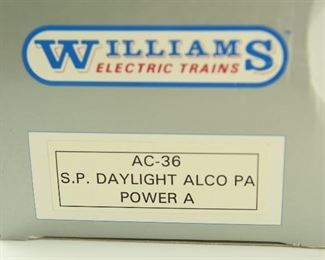 WILLIAMS
ELECTRIC TRAINS
AC-36
S.P. DAYLIGHT ALCO PA
POWER A